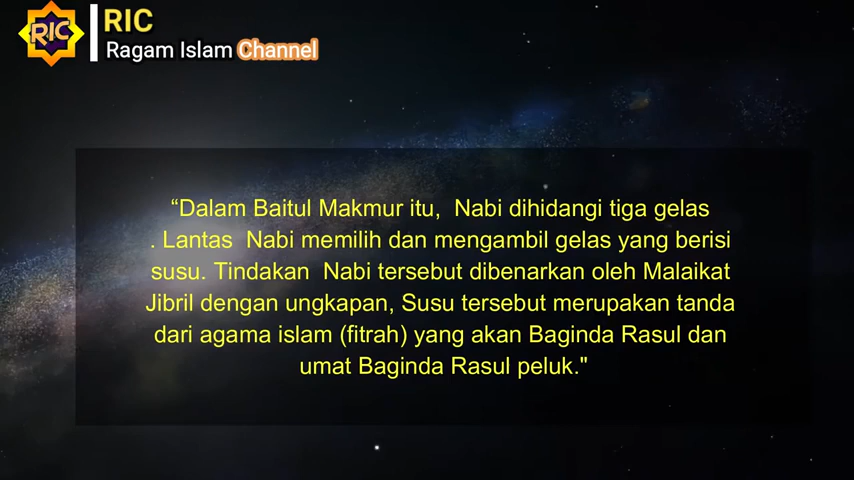 RIC
RIC
Ragam Islam Channel
“Dalam Baitul Makmur itu,  Nabi dihidangi tiga gelas
. Lantas  Nabi memilih dan mengambil gelas yang berisi
susu. Tindakan  Nabi tersebut dibenarkan oleh Malaikat
Jibril dengan ungkapan, Susu tersebut merupakan tanda
dari agama islam (fitrah) yang akan Baginda Rasul dan
umat Baginda Rasul peluk."